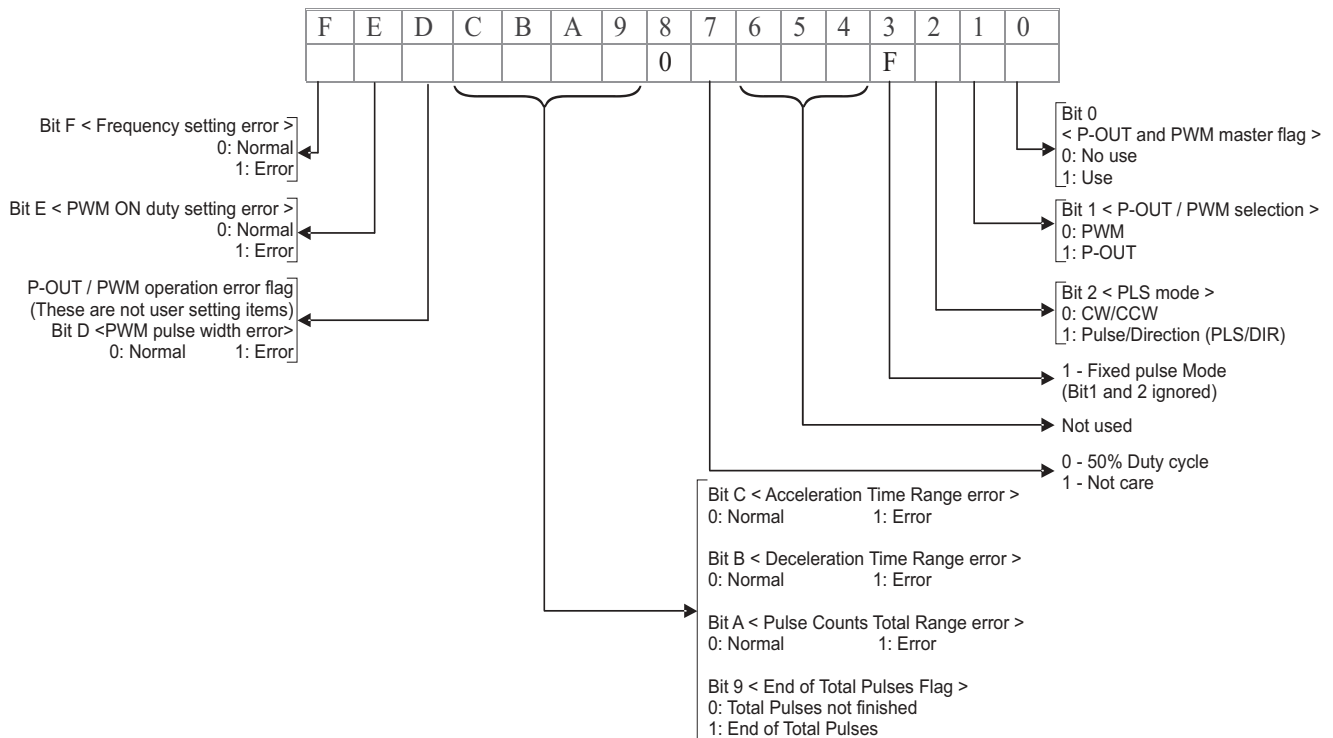 F E D C B A 9 8 7 6 5 4 3 2 1 0
0 F
Bit F < Frequency setting error >
0: Normal
1: Error
Bit E < PWM ON duty setting error >
0: Normal
1: Error
P-OUT / PWM operation error flag
(These are not user setting items)
Bit D <PWM pulse width error>
0: Normal 1: Error
Bit 0
< P-OUT and PWM master flag >
0: No use
1: Use
Bit 1 < P-OUT / PWM selection >
0: PWM
1: P-OUT
Bit 2 < PLS mode >
0: CW/CCW
1: Pulse/Direction (PLS/DIR)
1 - Fixed pulse Mode
(Bit1 and 2 ignored)
Not used
0 - 50% Duty cycle
1 - Not care
Bit C < Acceleration Time Range error >
0: Normal 1: Error
Bit B < Deceleration Time Range error >
0: Normal 1: Error
Bit A < Pulse Counts Total Range error >
0: Normal 1: Error
Bit 9 < End of Total Pulses Flag >
0: Total Pulses not finished
1: End of Total Pulses